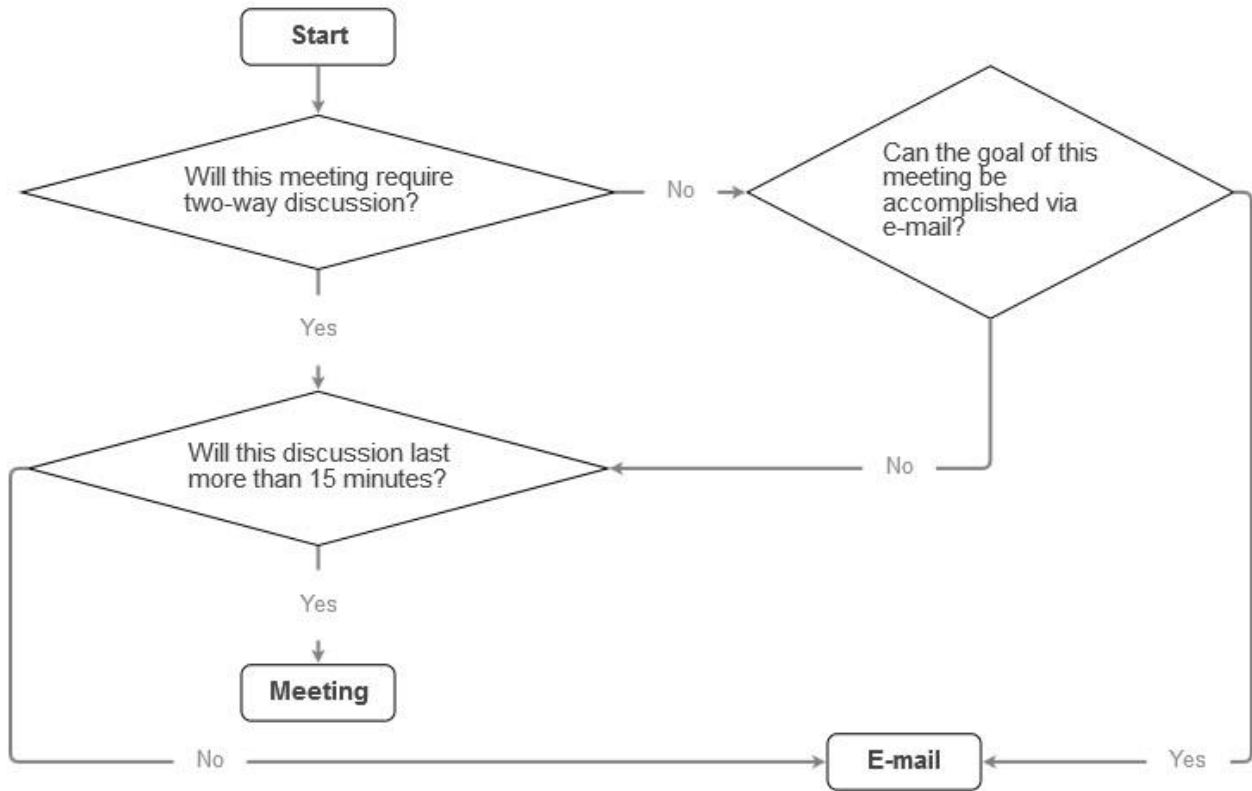 Start
Will this meeting require
two-way discussion?
No
Can the goal of this
meeting be
accomplished via
e-mail?
Yes
Will this discussion last
more than 15 minutes?
No
Yes
Meeting
No
E-mail
Yes